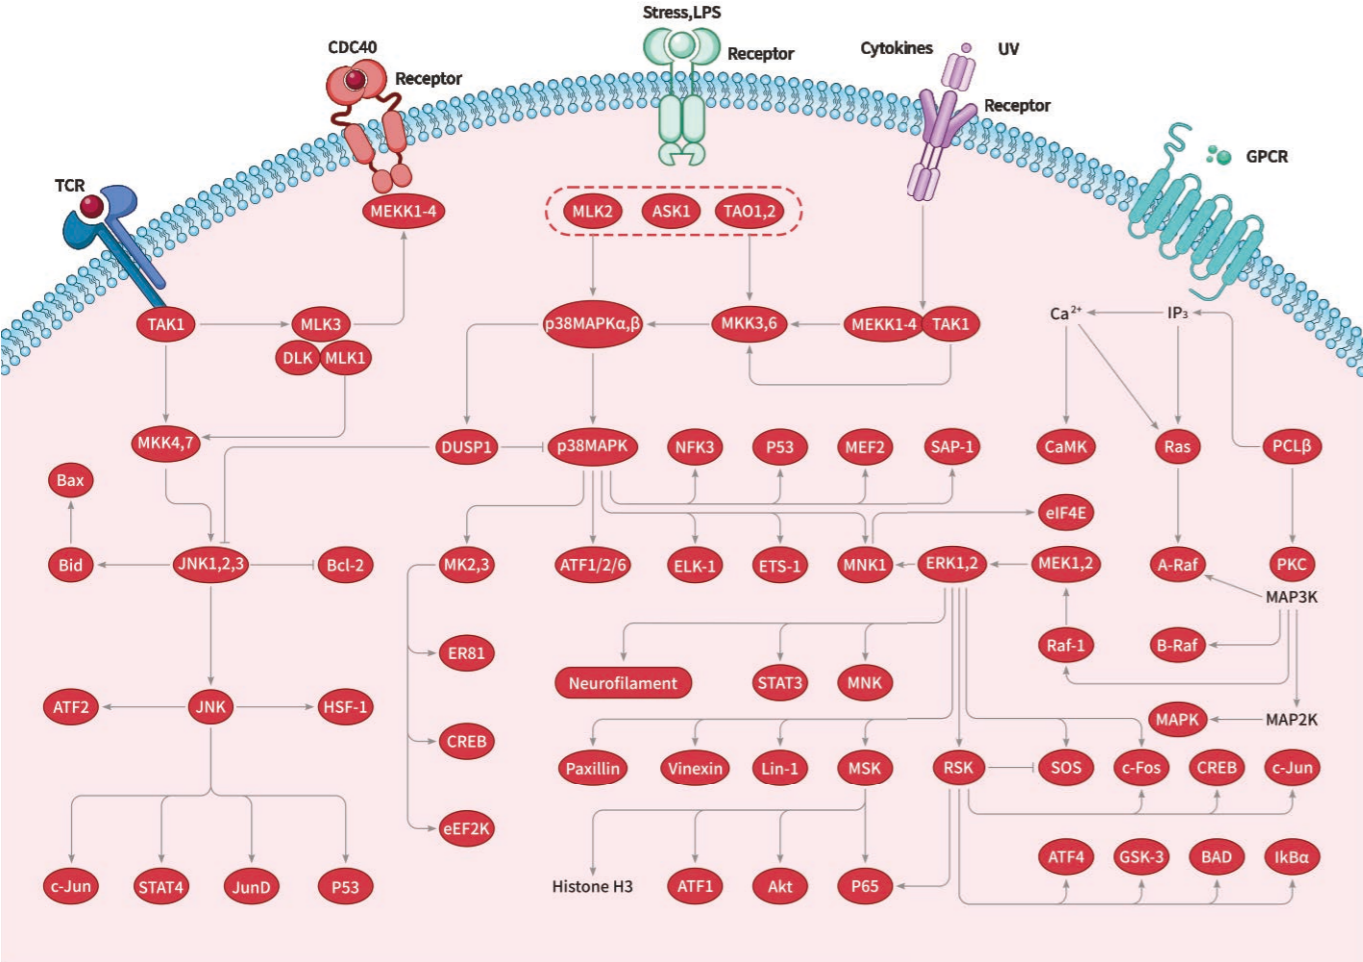 Stress,LPS
CDC40
Receptor
Receptor
Cytokines
UV
Receptor
GPCR
TCR
MEKK1-4
MLK2
ASK1
TAO1,2
TAK1
MLK3
DLK
MLK1
p38MAPKα,β
MKK3,6
MEKK1-4
TAK1
Ca2+
IP3
MKK4,7
DUSP1
p38MAPK
NFK3
P53
MEF2
SAP-1
CaMK
Ras
PCLβ
Bax
eIF4E
Bid
JNK1,2,3
Bcl-2
MK2,3
ATF1/2/6
ELK-1
ETS-1
MNK1
ERK1,2
MEK1,2
A-Raf
PKC
MAP3K
ER81
Raf-1
B-Raf
Neurofilament
STAT3
MNK
ATF2
JNK
HSF-1
MAPK
MAP2K
CREB
Paxillin
Vinexin
Lin-1
MSK
RSK
SOS
c-Fos
CREB
c-Jun
eEF2K
ATF4
GSK-3
BAD
IkBα
c-Jun
STAT4
JunD
P53
Histone H3
ATF1
Akt
P65